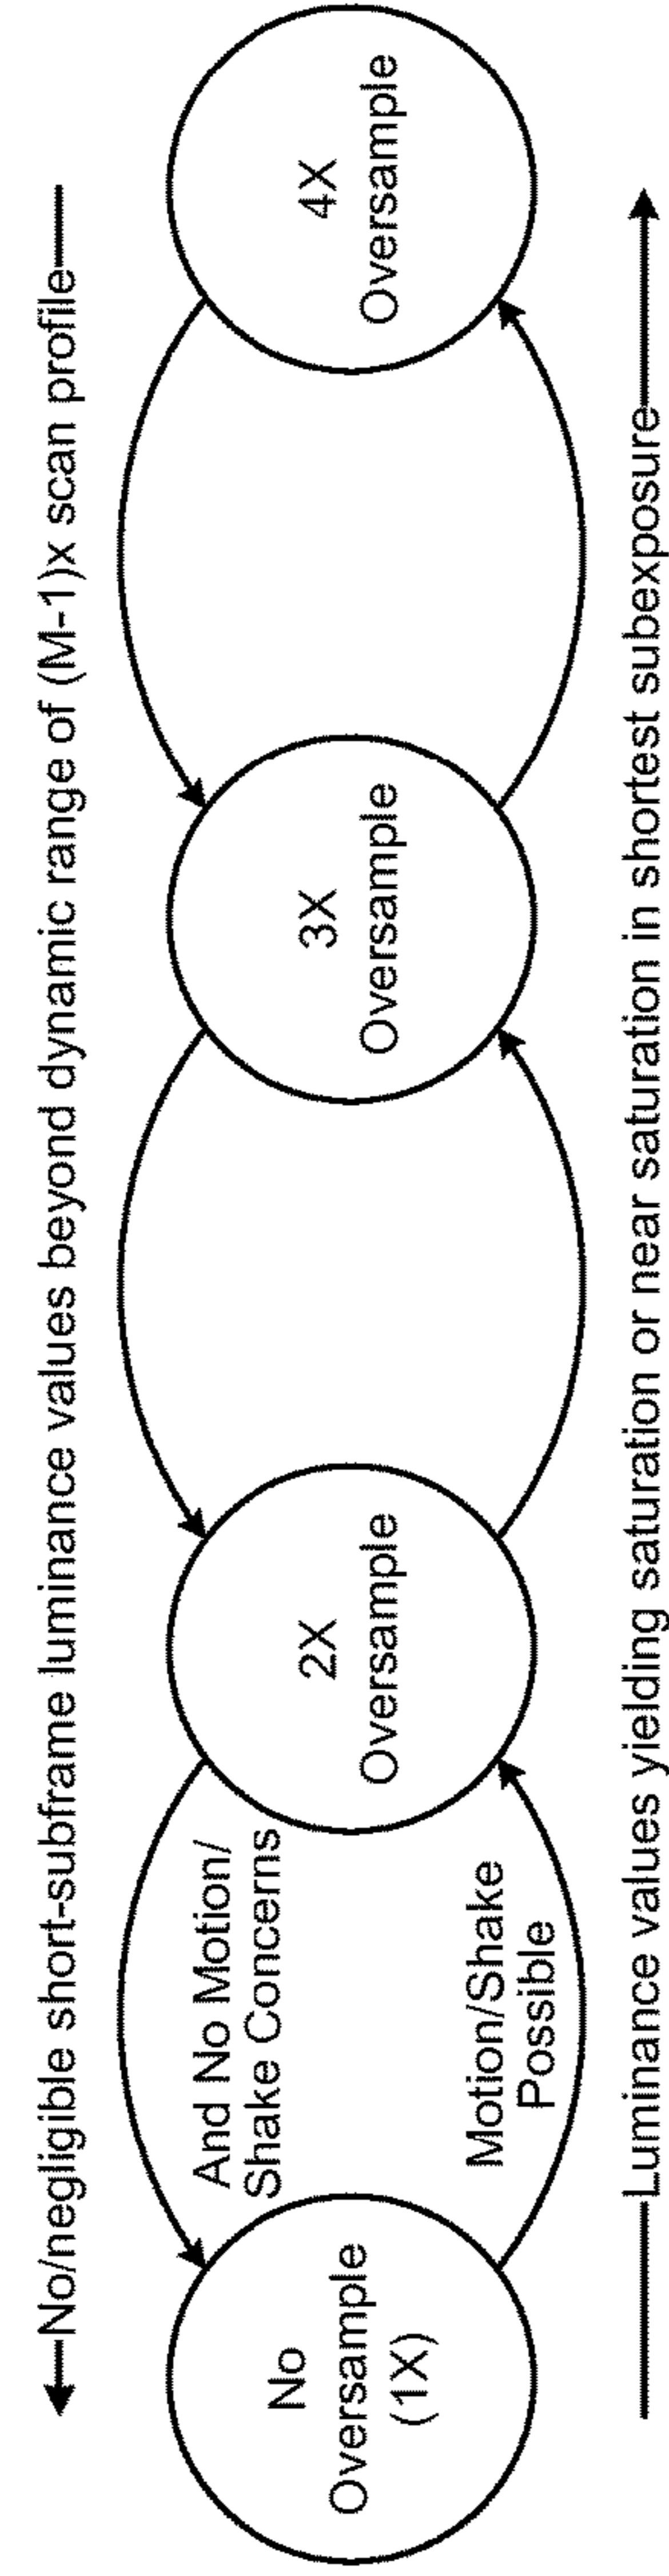 No/negligible short-subframe luminance values beyond dynamic range of (M-1)x scan profile
And No Motion/
Shake Concerns
No
Oversample
(1X)
2X
Oversample
3X
Oversample
4X
Oversample
Motion/Shake
Possible
Luminance values yielding saturation or near saturation in shortest subexposure